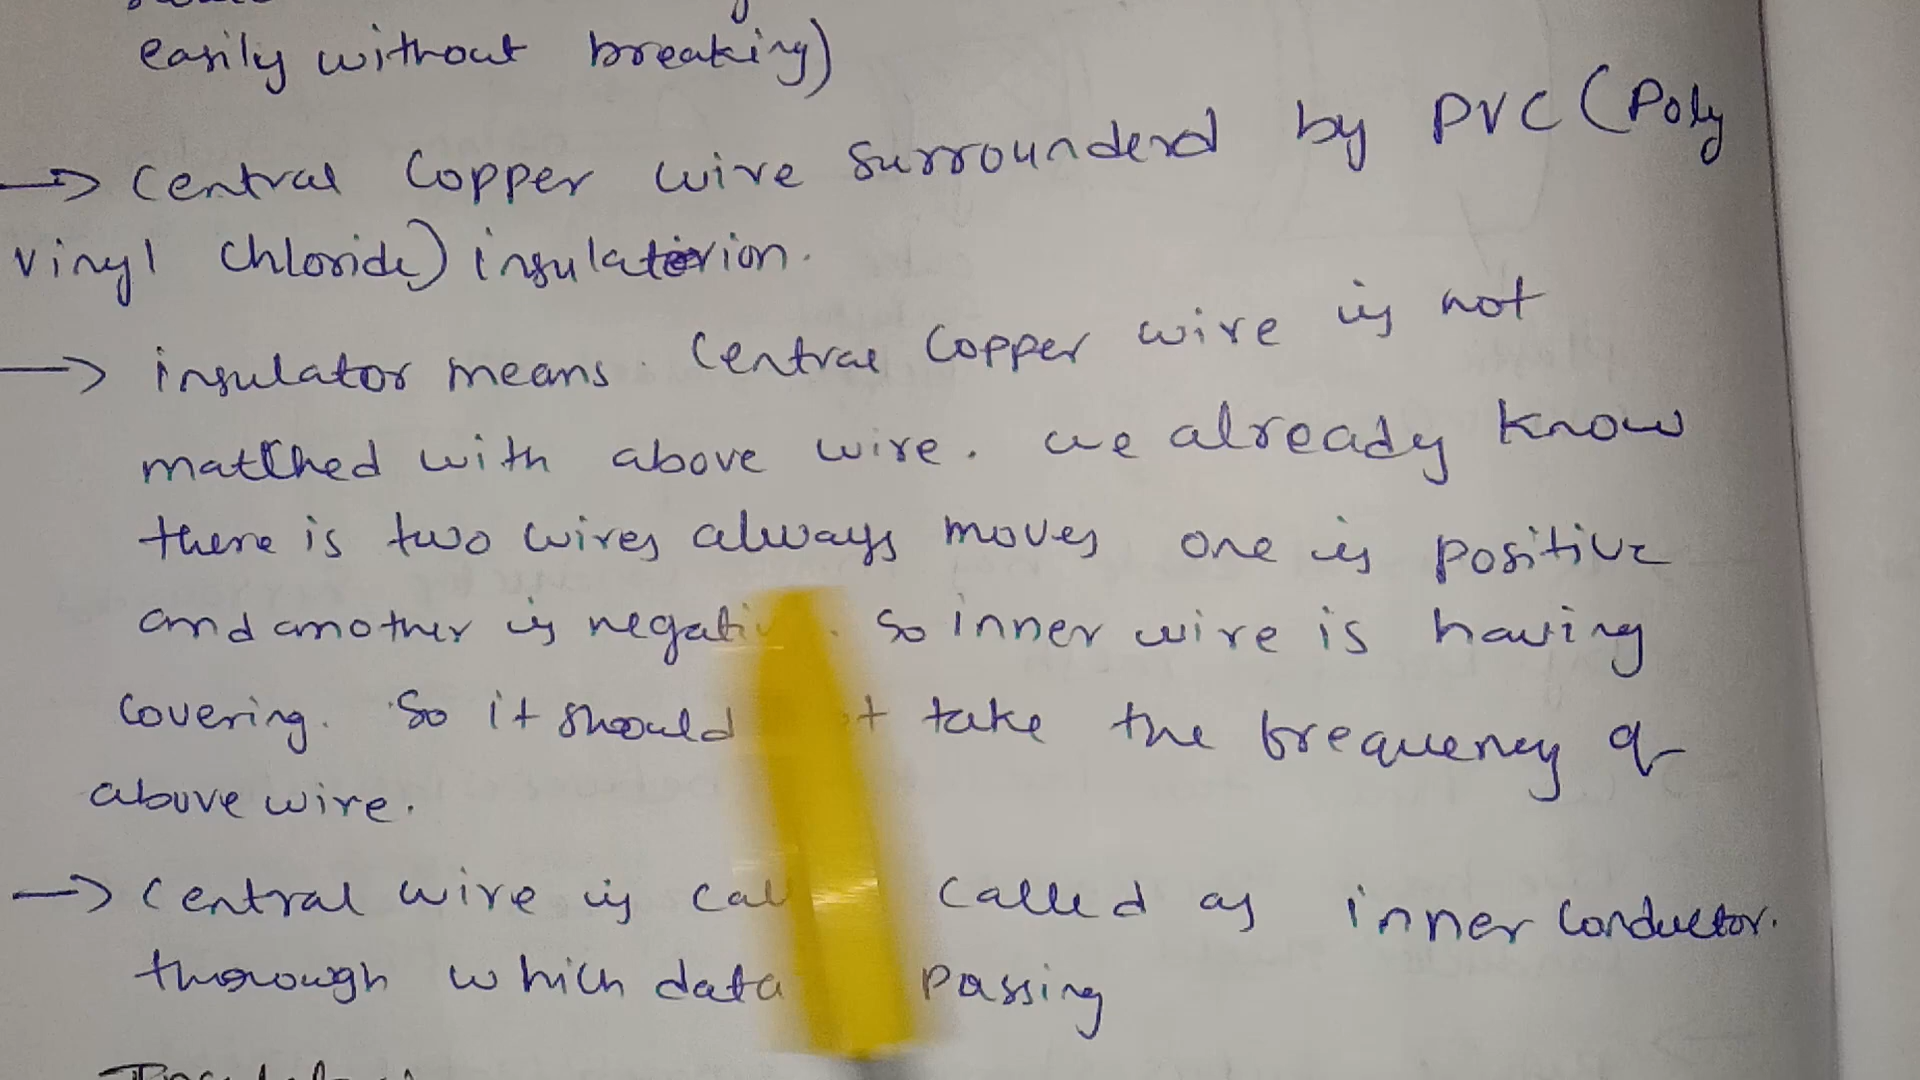 easily without breaking)
→ Central Copper wire surrounderd by PVC (Poly
vinyl chloride) insulation.
→ insulator means. Central Copper wire is not
matched with above wire. we already know
there is two wires always moves one is positive
and another is negati . So inner wire is having
covering. So it should take the frequency of
above wire.
→ Central wire is cal called as inner conductor.
thorough which data passing